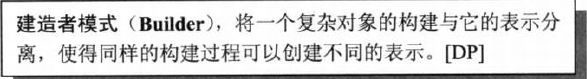 建造者模式（Builder），将一个复杂对象的构建与它的表示分
离，使得同样的构建过程可以创建不同的表示。[DP]